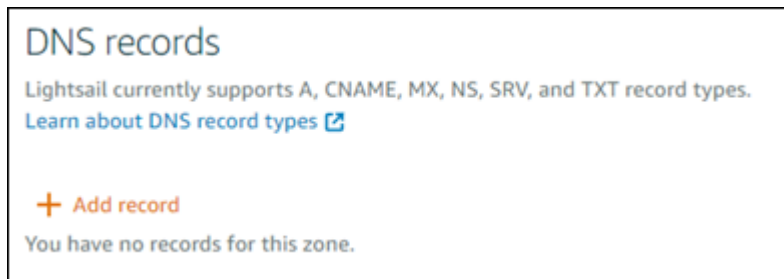 DNS records
Lightsail currently supports A, CNAME, MX, NS, SRV, and TXT record types.
Learn about DNS record types
+ Add record
You have no records for this zone.